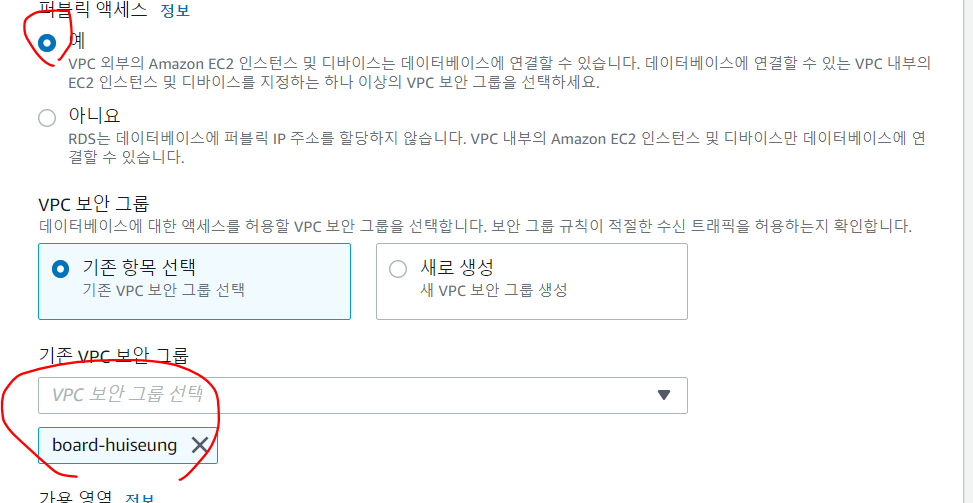 퍼블릭 액세스 정보
예
VPC 외부의 Amazon EC2 인스턴스 및 디바이스는 데이터베이스에 연결할 수 있습니다. 데이터베이스에 연결할 수 있는 VPC 내부의
EC2 인스턴스 및 디바이스를 지정하는 하나 이상의 VPC 보안 그룹을 선택하세요.
아니요
RDS는 데이터베이스에 퍼블릭 IP 주소를 할당하지 않습니다. VPC 내부의 Amazon EC2 인스턴스 및 디바이스만 데이터베이스에 연
결할 수 있습니다.
VPC 보안 그룹
데이터베이스에 대한 액세스를 허용할 VPC 보안 그룹을 선택합니다. 보안 그룹 규칙이 적절한 수신 트래픽을 허용하는지 확인합니다.
기존 항목 선택
기존 VPC 보안 그룹 선택
새로 생성
새 VPC 보안 그룹 생성
기존 VPC 보안 그룹
VPC 보안 그룹 선택
board-huiseung
가용 영역 정보